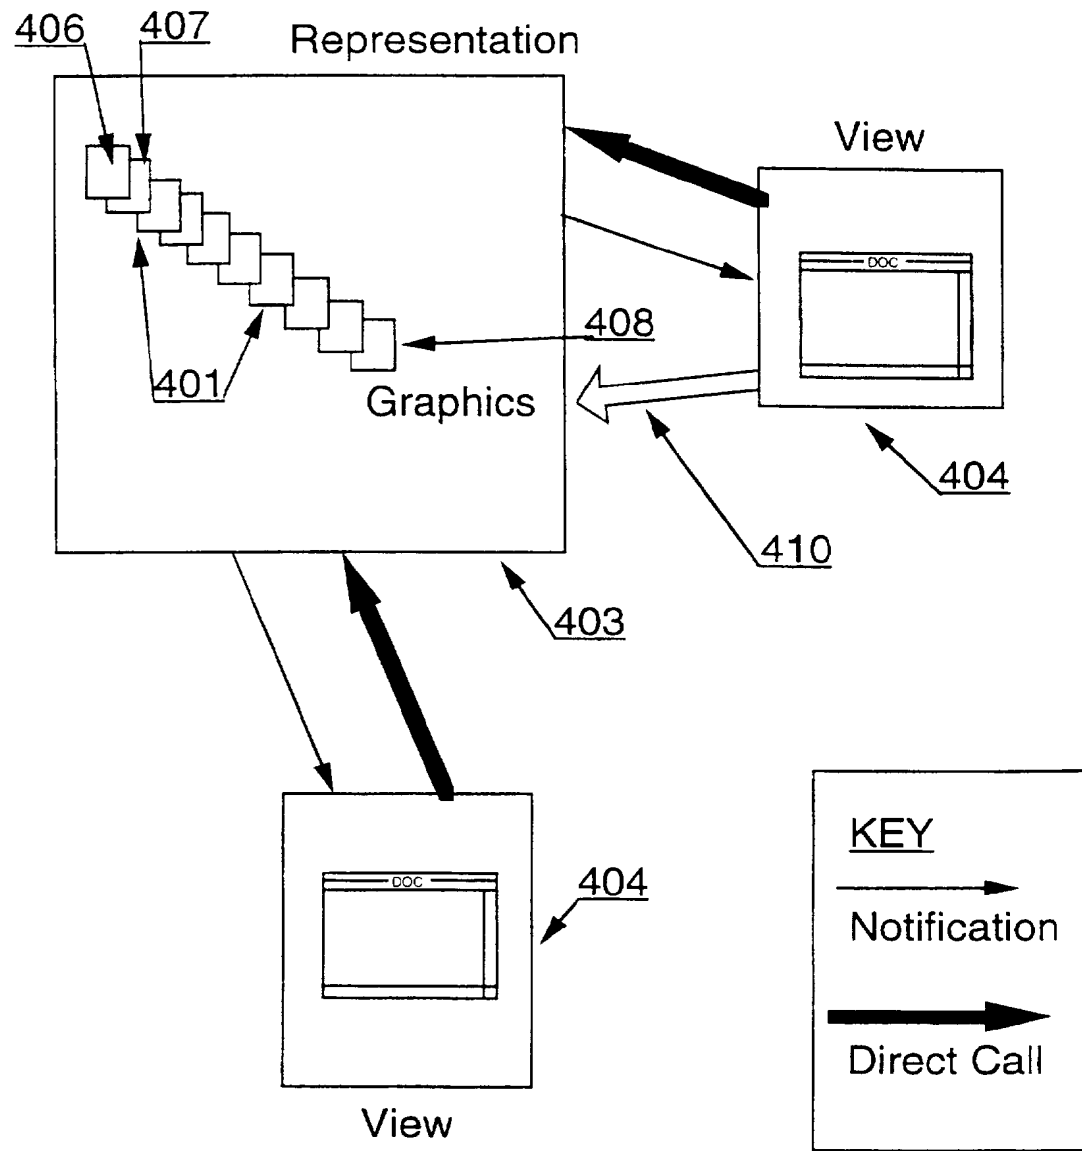 406
407
Representation
View
DOC
408
401
Graphics
404
410
403
DOC
404
View
KEY
Notification
Direct Call